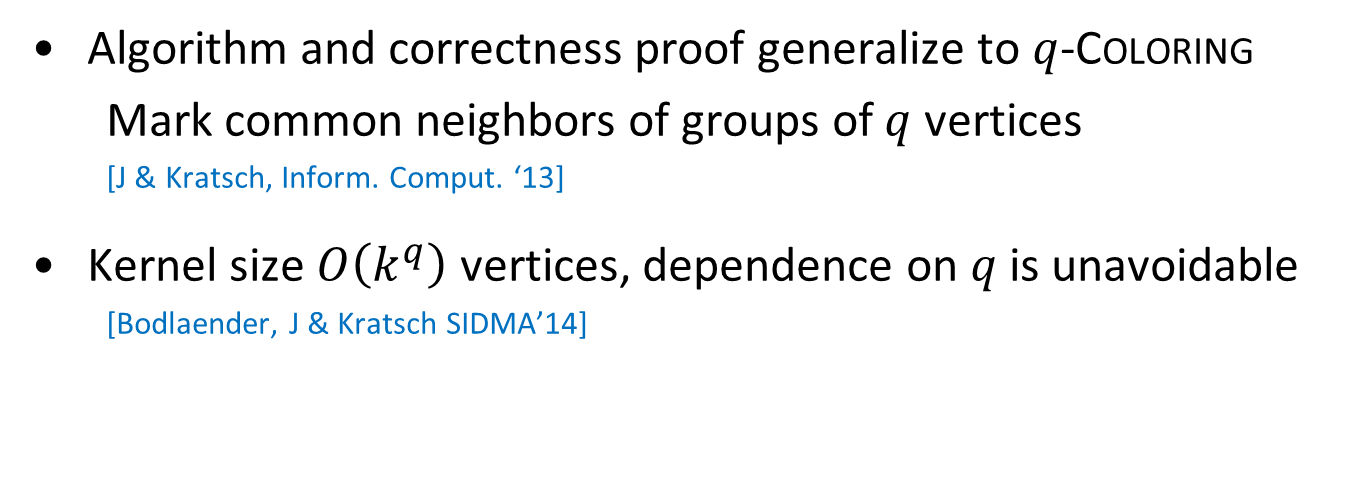 • Algorithm and correctness proof generalize to q-COLORING
Mark common neighbors of groups of q vertices
[J & Kratsch, Inform. Comput. ‘13]
• Kernel size O(k^q) vertices, dependence on q is unavoidable
[Bodlaender, J & Kratsch SIDMA’14]